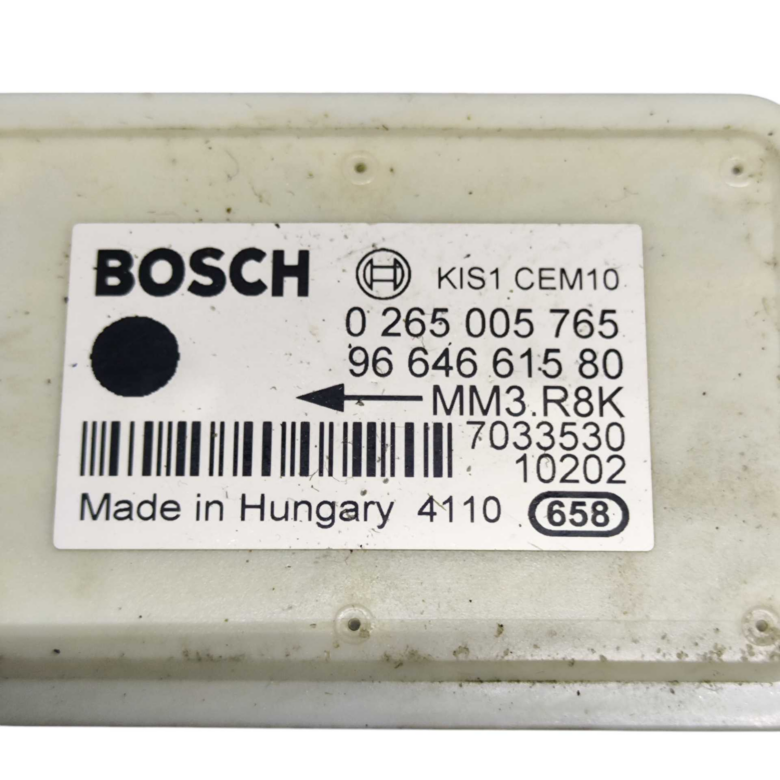 BOSCH KIS1 CEM10
0 265 005 765
96 646 615 80
MM3.R8K
7033530
10202
Made in Hungary 4110 658